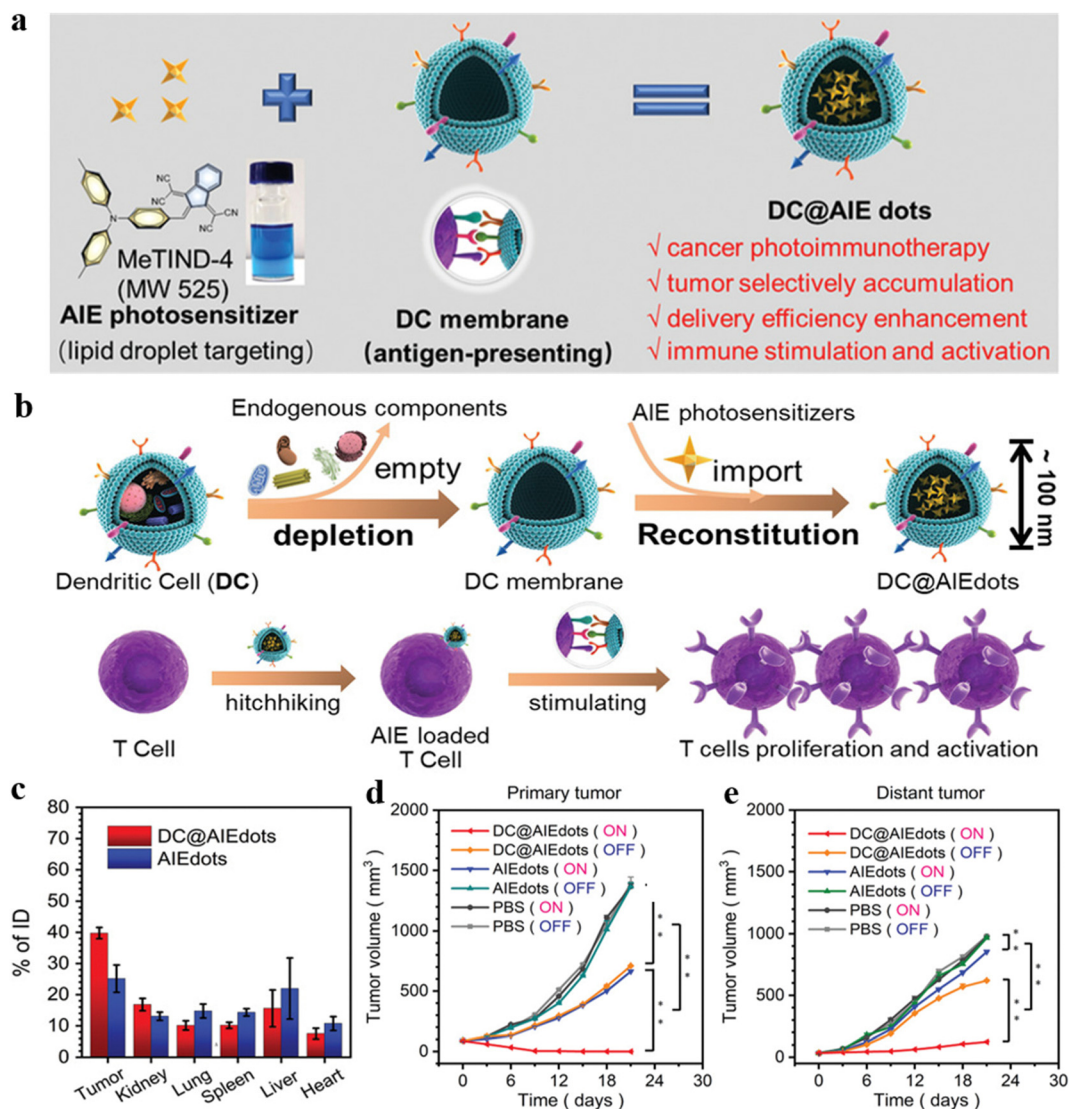 a
NC
CN
CN
CN
N
MeTIND-4
(MW 525)
AIE photosensitizer
(lipid droplet targeting)
DC membrane
(antigen-presenting)
DC@AIE dots
√ cancer photoimmunotherapy
√ tumor selectively accumulation
√ delivery efficiency enhancement
√ immune stimulation and activation
b
Endogenous components
empty
depletion
AIE photosensitizers
import
Reconstitution
~ 100 nm
Dendritic Cell (DC)
DC membrane
DC@AIEdots
hitchhiking
stimulating
T Cell
AIE loaded
T Cell
T cells proliferation and activation
c
% of ID
80
70
60
50
40
30
20
10
0
DC@AIEdots
AIEdots
Tumor
Kidney
Lung
Spleen
Liver
Heart
d
Primary tumor
Tumor volume ( mm³ )
2000
1500
1000
500
0
DC@AIEdots ( ON )
DC@AIEdots ( OFF )
AIEdots ( ON )
AIEdots ( OFF )
PBS ( ON )
PBS ( OFF )
* *
* *
* *
0 6 12 18 24 30
Time ( days )
e
Distant tumor
Tumor volume ( mm³ )
2000
1500
1000
500
0
DC@AIEdots ( ON )
DC@AIEdots ( OFF )
AIEdots ( ON )
AIEdots ( OFF )
PBS ( ON )
PBS ( OFF )
* *
* *
* *
0 6 12 18 24 30
Time ( days )